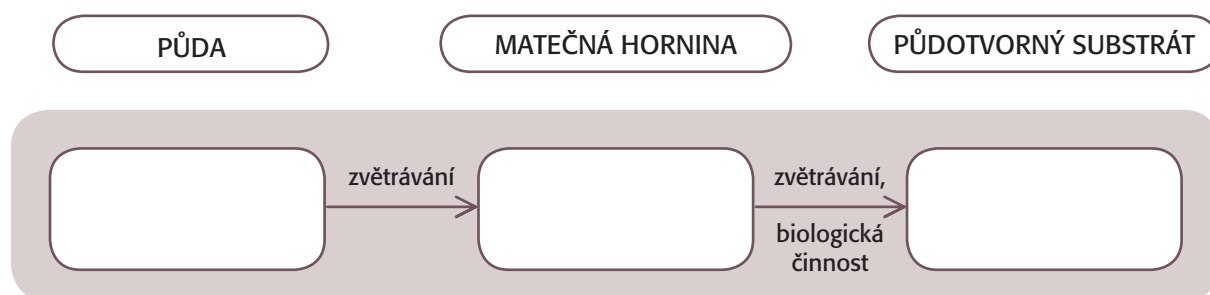 PŮDA
MATEČNÁ HORNINA
PŮDOTVORNÝ SUBSTRÁT
zvětrávání
zvětrávání,
biologická
činnost